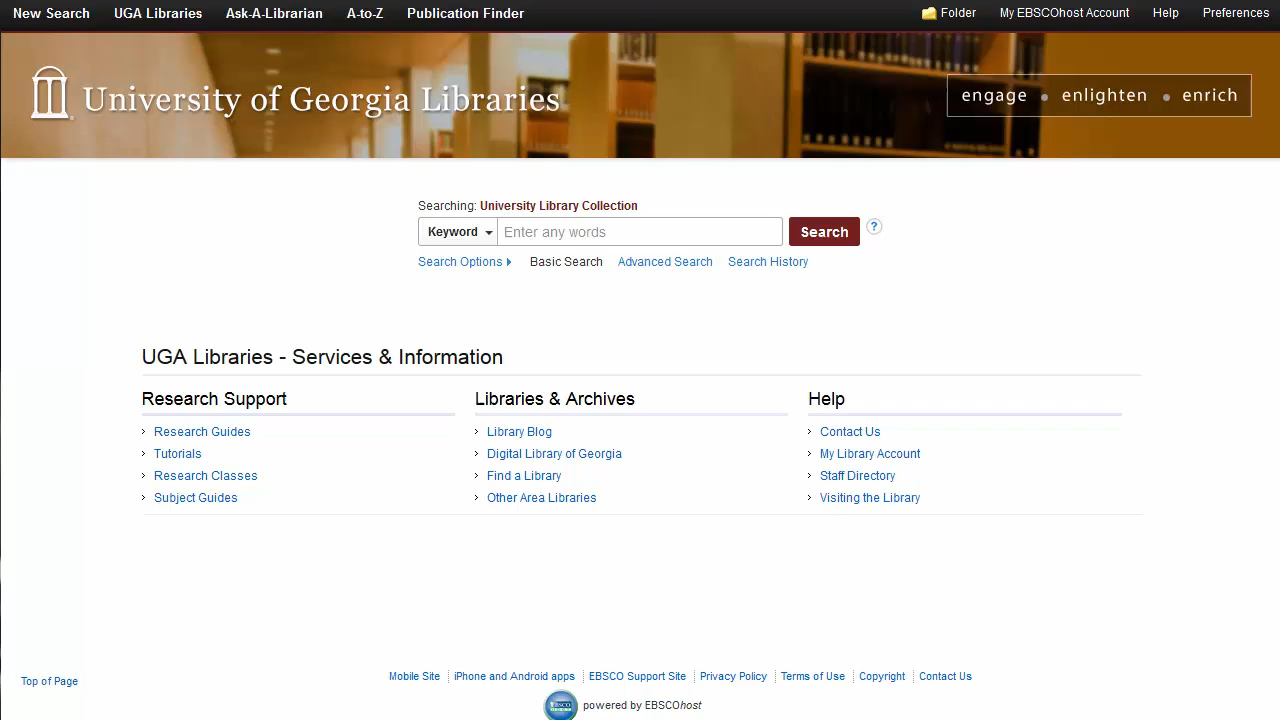 New Search UGA Libraries Ask-A-Librarian A-to-Z Publication Finder Folder My EBSCOhost Account Help Preferences
University of Georgia Libraries
engage • enlighten • enrich
Searching: University Library Collection
Keyword Enter any words Search ?
Search Options Basic Search Advanced Search Search History
UGA Libraries - Services & Information
Research Support
Research Guides
Tutorials
Research Classes
Subject Guides
Libraries & Archives
Library Blog
Digital Library of Georgia
Find a Library
Other Area Libraries
Help
Contact Us
My Library Account
Staff Directory
Visiting the Library
Top of Page
Mobile Site iPhone and Android apps EBSCO Support Site Privacy Policy Terms of Use Copyright Contact Us
EBSCO
HOST
powered by EBSCOhost